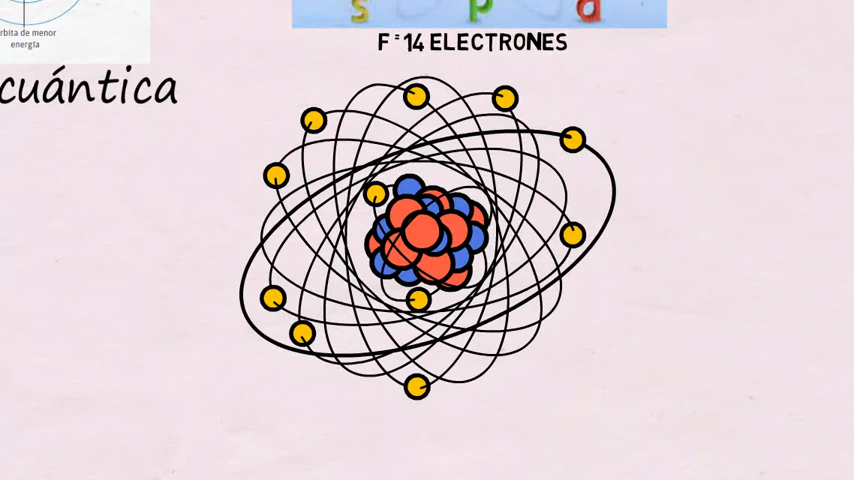 rbita de menor
energía
cuántica
s p d
F = 14 ELECTRONES